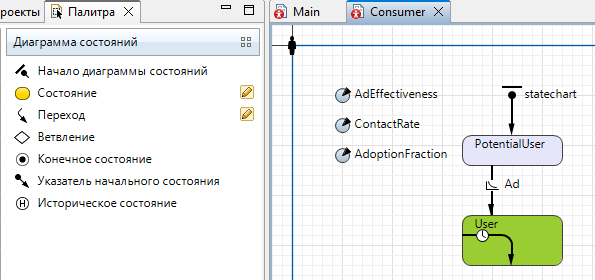 роекты
Палитра
Main
Consumer
Диаграмма состояний
Начало диаграммы состояний
Состояние
Переход
Ветвление
Конечное состояние
Указатель начального состояния
H Историческое состояние
AdEffectiveness
ContactRate
AdoptionFraction
statechart
PotentialUser
Ad
User